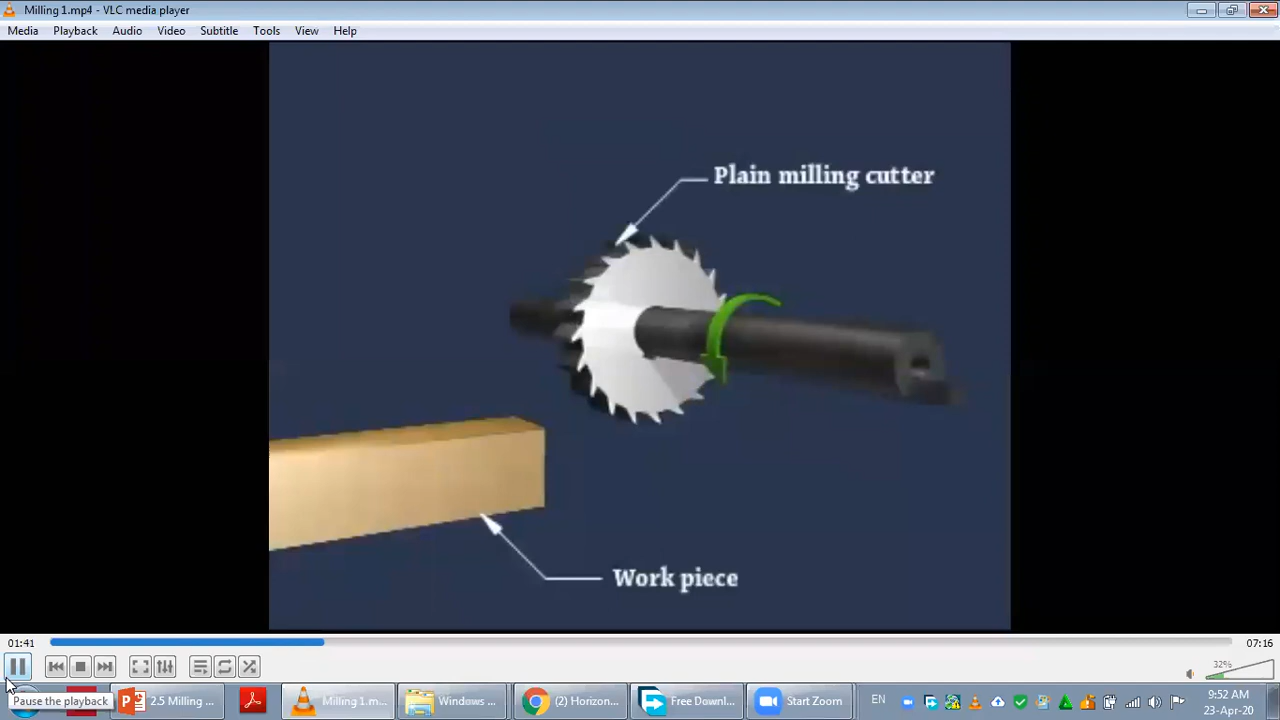 Milling 1.mp4 - VLC media player
Media Playback Audio Video Subtitle Tools View Help
Plain milling cutter
Work piece
01:41
07:16
32%
Pause the playback
2.5 Milling ...
Milling 1.m...
Windows ...
(2) Horizon...
Free Downl...
Start Zoom
EN
9:52 AM
23-Apr-20